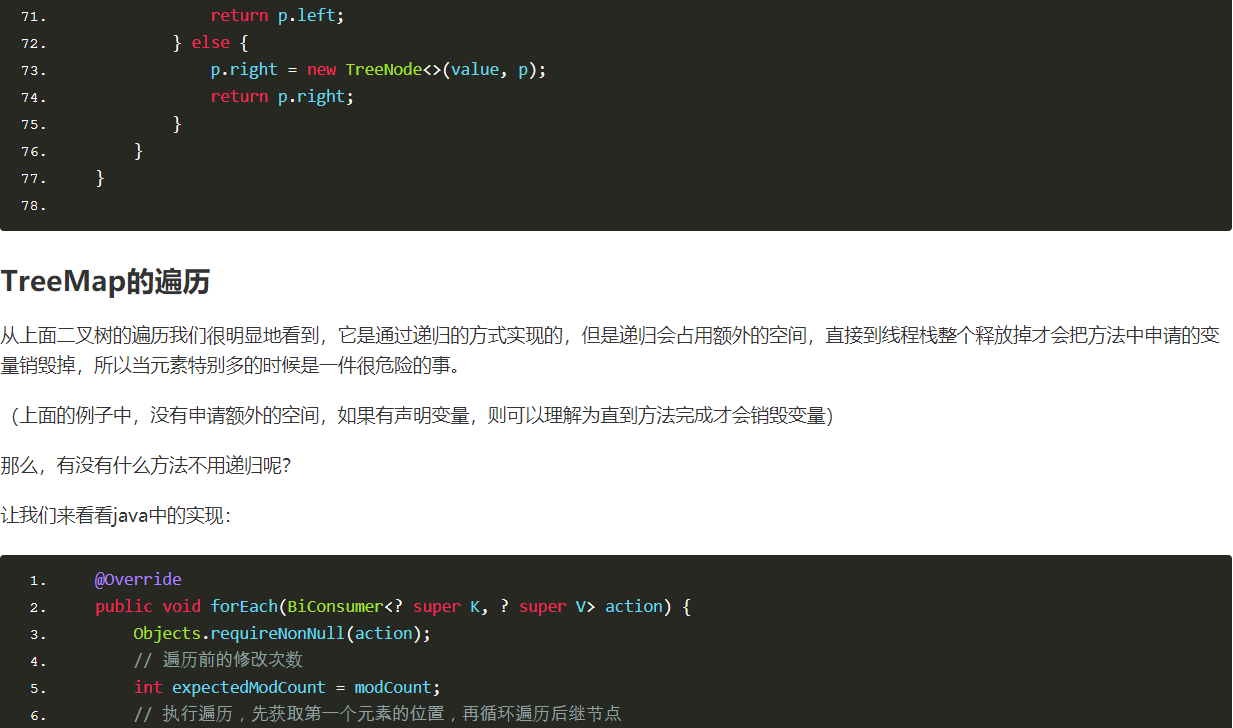 71.                 return p.left;
72.             } else {
73.                 p.right = new TreeNode<>(value, p);
74.                 return p.right;
75.             }
76.         }
77.     }
78.
TreeMap的遍历
从上面二叉树的遍历我们很明显地看到，它是通过递归的方式实现的，但是递归会占用额外的空间，直接到线程栈整个释放掉才会把方法中申请的变
量销毁掉，所以当元素特别多的时候是一件很危险的事。
（上面的例子中，没有申请额外的空间，如果有声明变量，则可以理解为直到方法完成才会销毁变量）
那么，有没有什么方法不用递归呢？
让我们来看看java中的实现：
1.     @Override
2.     public void forEach(BiConsumer<? super K, ? super V> action) {
3.         Objects.requireNonNull(action);
4.         // 遍历前的修改次数
5.         int expectedModCount = modCount;
6.         // 执行遍历，先获取第一个元素的位置，再循环遍历后继节点